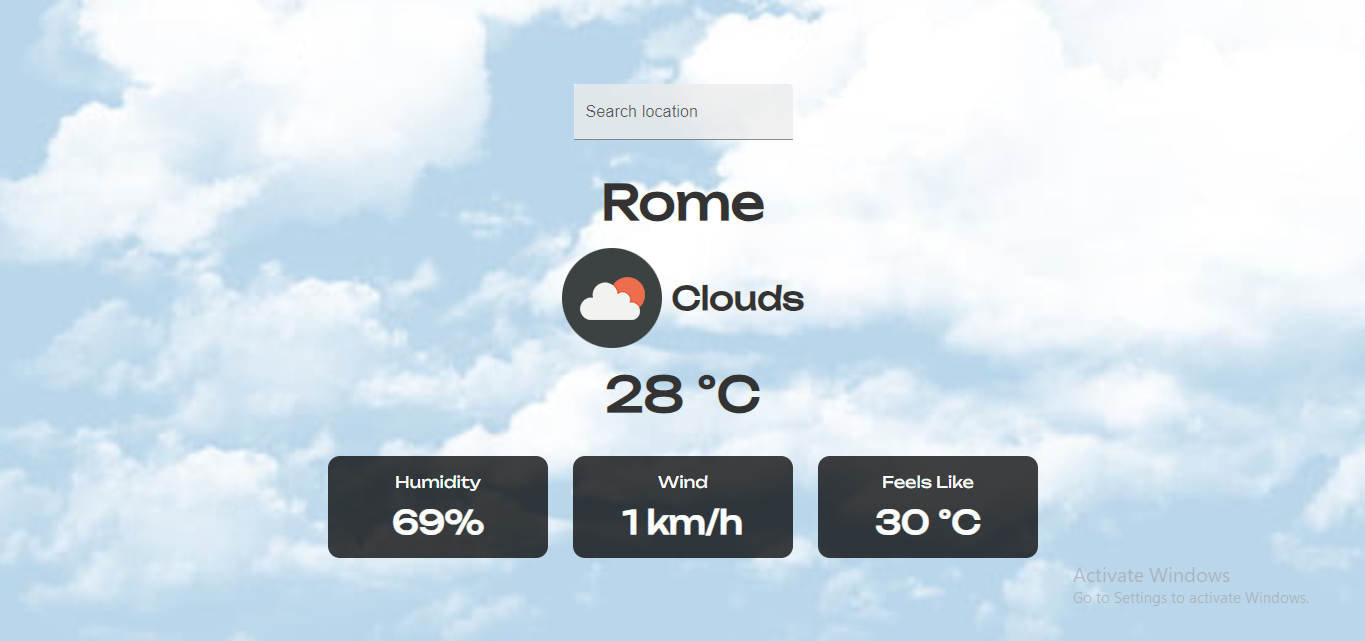 Search location
Rome
Clouds
28 °C
Humidity
69%
Wind
1 km/h
Feels Like
30 °C
Activate Windows
Go to Settings to activate Windows.